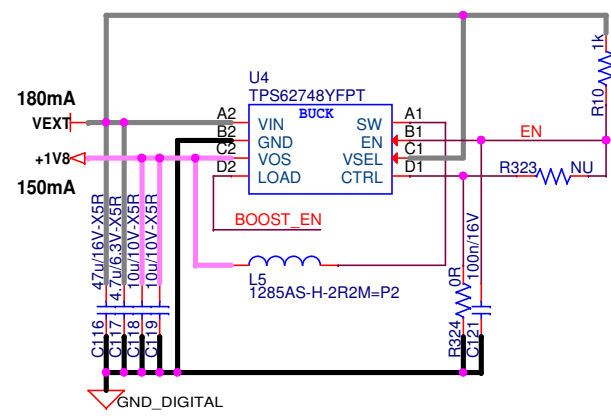 1k
R10
U4
TPS62748YFPT
BUCK
180mA
VEXT
+1V8
150mA
A2
B2
C2
D2
VIN
GND
VOS
LOAD
SW
EN
VSEL
CTRL
A1
B1
C1
D1
EN
R323
NU
BOOST_EN
L5
1285AS-H-2R2M=P2
47u/16V-X5R
4.7u/6.3V-X5R
10u/10V-X5R
10u/10V-X5R
C116
C117
C118
C119
0R
R324
100n/16V
C121
GND_DIGITAL